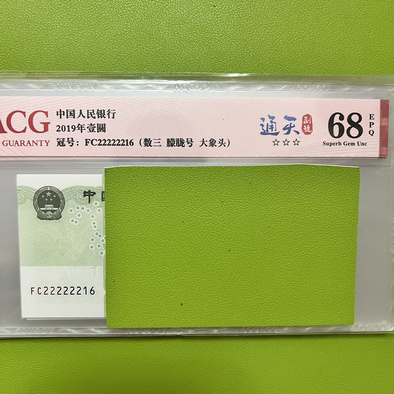 ACG
GUARANTY
中国人民银行
2019年壹圆
冠号：FC22222216（数三 朦胧号 大象头）
通天
☆☆☆
68
EPQ
Superb Gem Unc
中
FC22222216